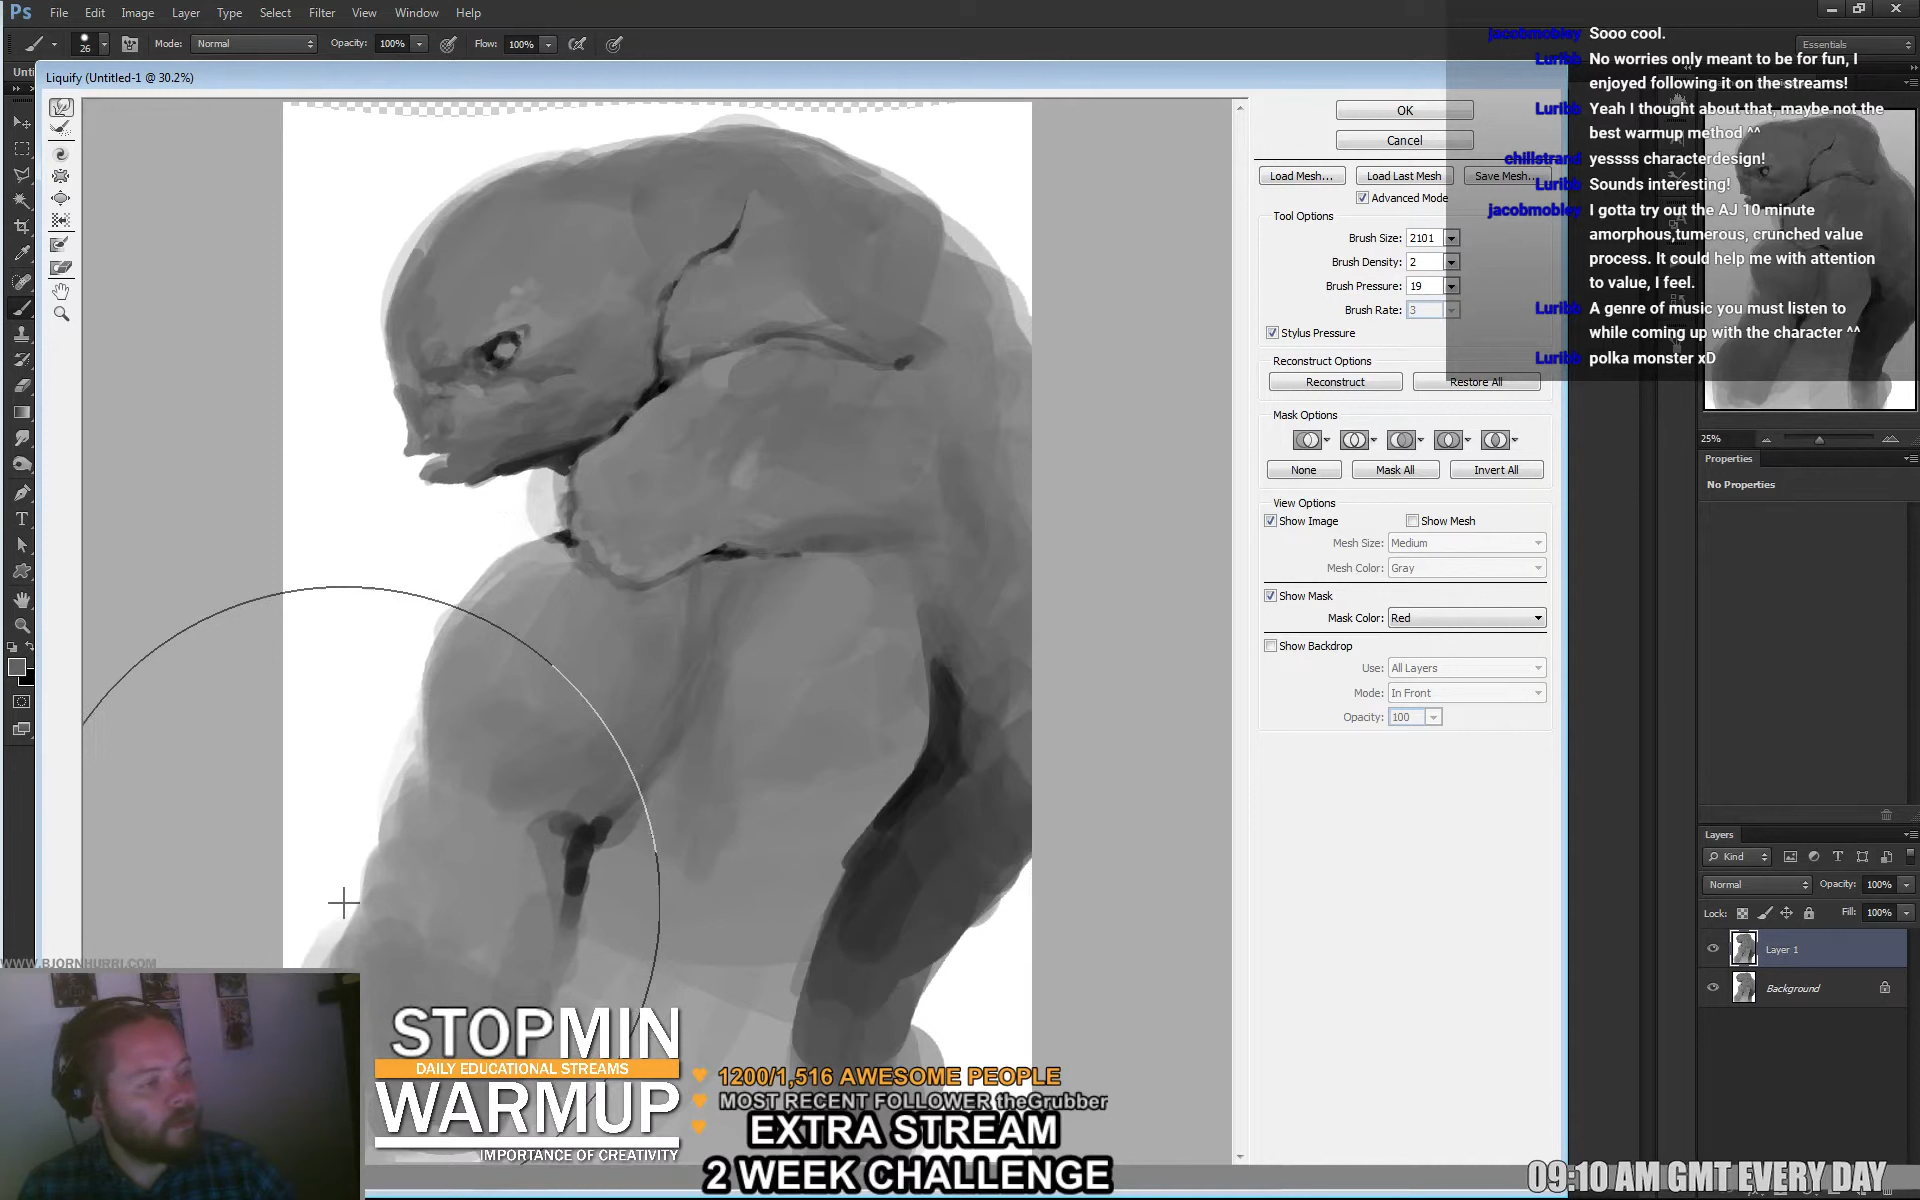 Ps File Edit Image Layer Type Select Filter View Window Help
26 Mode: Normal Opacity: 100% Flow: 100% Essentials
Liquify (Untitled-1 @ 30.2%)
OK
Cancel
Load Mesh... Load Last Mesh Save Mesh...
Advanced Mode
Tool Options
Brush Size: 2101
Brush Density: 2
Brush Pressure: 19
Brush Rate: 3
Stylus Pressure
Reconstruct Options
Reconstruct Restore All
Mask Options
None Mask All Invert All
View Options
Show Image Show Mesh
Mesh Size: Medium
Mesh Color: Gray
Show Mask
Mask Color: Red
Show Backdrop
Use: All Layers
Mode: In Front
Opacity: 100
jacobmobley Sooo cool.
Luribb No worries only meant to be for fun, I
enjoyed following it on the streams!
Luribb Yeah I thought about that, maybe not the
best warmup method ^^
chillstrand yessss characterdesign!
Luribb Sounds interesting!
jacobmobley I gotta try out the AJ 10 minute
amorphous,tumerous, crunched value
process. It could help me with attention
to value, I feel.
Luribb A genre of music you must listen to
while coming up with the character ^^
Luribb polka monster xD
25%
Properties
No Properties
Layers
Kind
Normal Opacity: 100%
Lock: Fill: 100%
Layer 1
Background
WWW.BJORNHURRI.COM
STOPMIN
DAILY EDUCATIONAL STREAMS
WARMUP
IMPORTANCE OF CREATIVITY
1200/1,516 AWESOME PEOPLE
MOST RECENT FOLLOWER theGrubber
EXTRA STREAM
2 WEEK CHALLENGE
09:10 AM GMT EVERY DAY